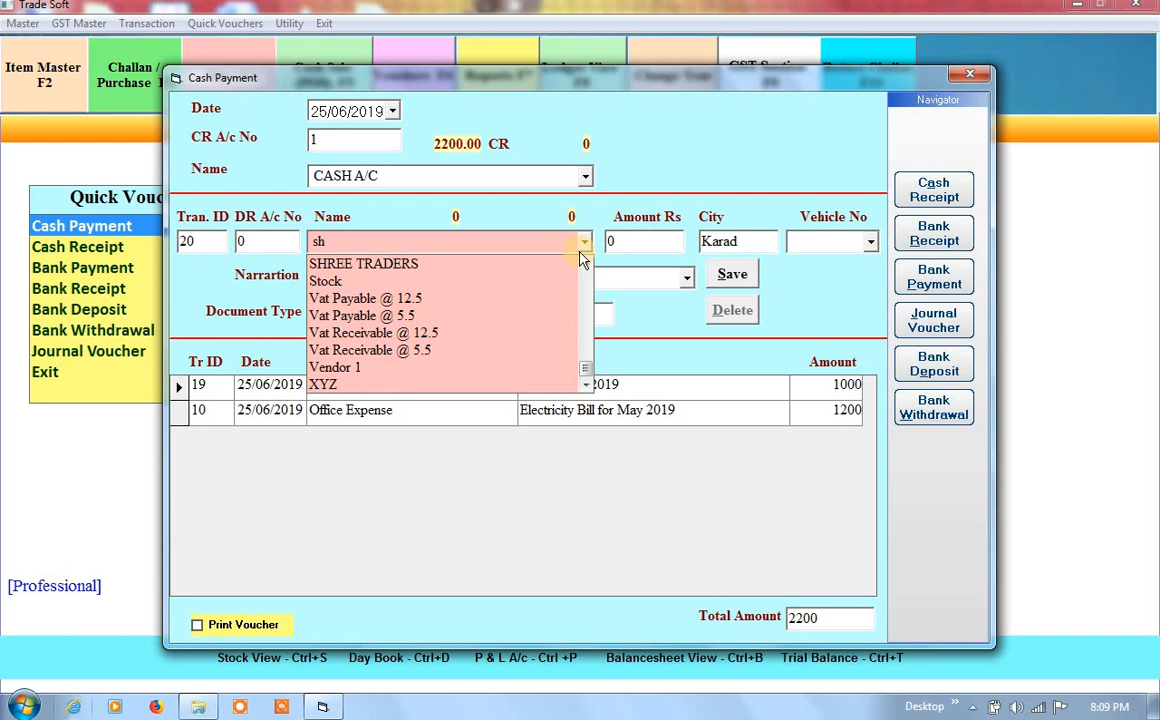 Trade Soft
Master GST Master Transaction Quick Vouchers Utility Exit
Item Master
F2
Challan /
Purchase
Cash Payment
Navigator
Date 25/06/2019
CR A/c No 1 2200.00 CR 0
Name CASH A/C
Tran. ID DR A/c No Name 0 0 Amount Rs City Vehicle No
20 0 sh 0 Karad
SHREE TRADERS
Stock
Vat Payable @ 12.5
Vat Payable @ 5.5
Vat Receivable @ 12.5
Vat Receivable @ 5.5
Vendor 1
XYZ
Narrartion Save
Document Type Delete
Tr ID Date Amount
19 25/06/2019 2019 1000
10 25/06/2019 Office Expense Electricity Bill for May 2019 1200
Print Voucher
Total Amount 2200
Cash
Receipt
Bank
Receipt
Bank
Payment
Journal
Voucher
Bank
Deposit
Bank
Withdrawal
Quick Vouc
Cash Payment
Cash Receipt
Bank Payment
Bank Receipt
Bank Deposit
Bank Withdrawal
Journal Voucher
Exit
[Professional]
Stock View - Ctrl+S Day Book - Ctrl+D P & L A/c - Ctrl +P Balancesheet View - Ctrl+B Trial Balance - Ctrl+T
Desktop 8:09 PM